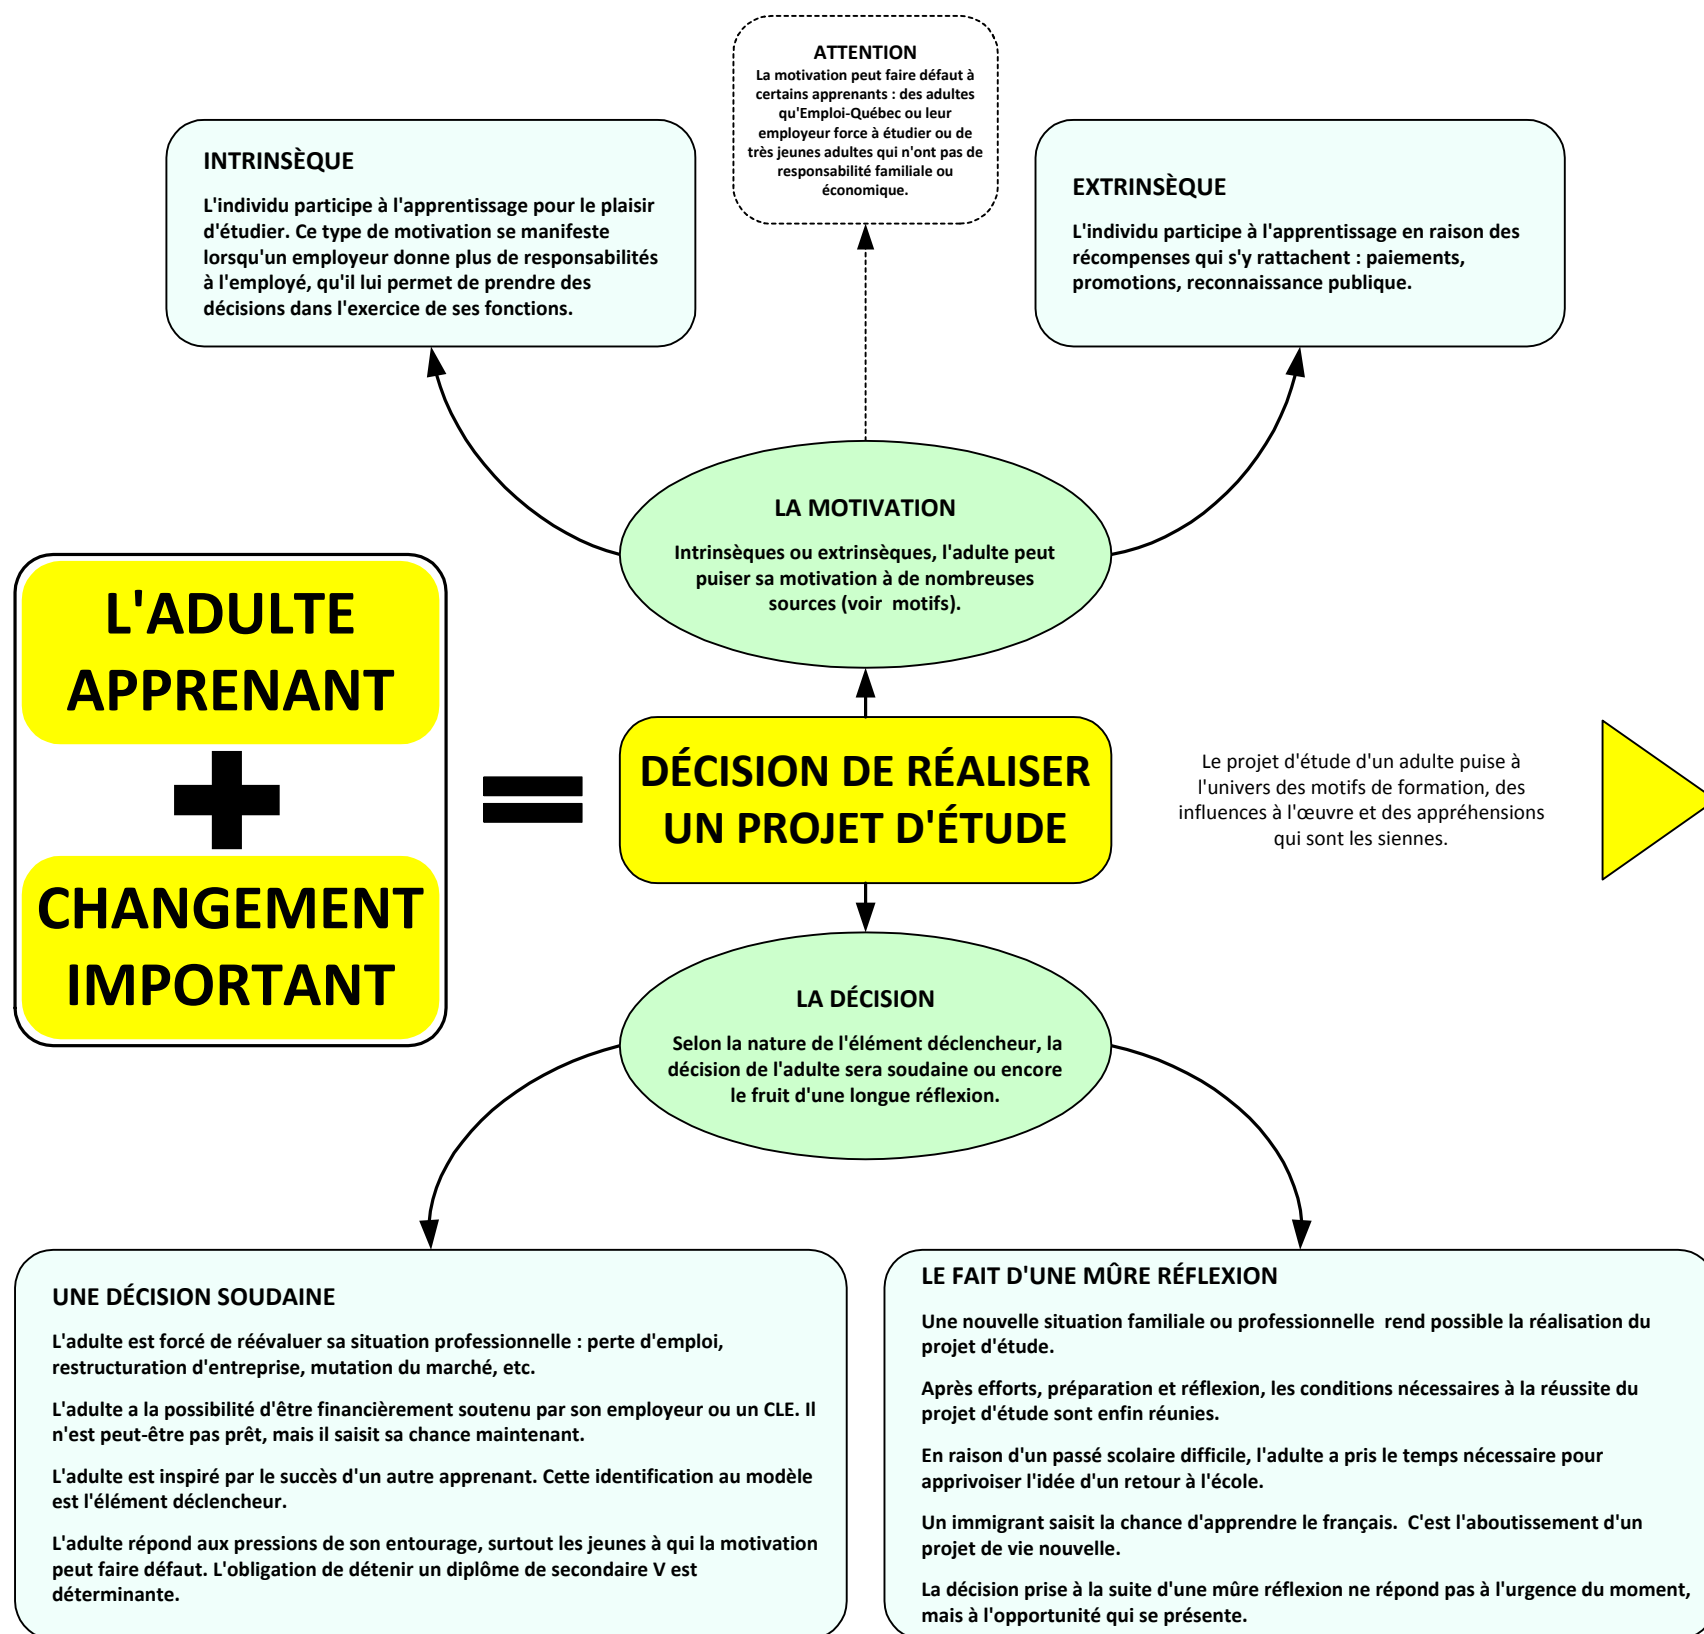 ATTENTION
La motivation peut faire défaut à
certains apprenants : des adultes
qu'Emploi-Québec ou leur
employeur force à étudier ou de
très jeunes adultes qui n'ont pas de
responsabilité familiale ou
économique.
INTRINSÈQUE
L'individu participe à l'apprentissage pour le plaisir
d'étudier. Ce type de motivation se manifeste
lorsqu'un employeur donne plus de responsabilités
à l'employé, qu'il lui permet de prendre des
décisions dans l'exercice de ses fonctions.
EXTRINSÈQUE
L'individu participe à l'apprentissage en raison des
récompenses qui s'y rattachent : paiements,
promotions, reconnaissance publique.
LA MOTIVATION
Intrinsèques ou extrinsèques, l'adulte peut
puiser sa motivation à de nombreuses
sources (voir  motifs).
L'ADULTE
APPRENANT
CHANGEMENT
IMPORTANT
DÉCISION DE RÉALISER
UN PROJET D'ÉTUDE
Le projet d'étude d'un adulte puise à
l'univers des motifs de formation, des
influences à l'œuvre et des appréhensions
qui sont les siennes.
LA DÉCISION
Selon la nature de l'élément déclencheur, la
décision de l'adulte sera soudaine ou encore
le fruit d'une longue réflexion.
UNE DÉCISION SOUDAINE
L'adulte est forcé de réévaluer sa situation professionnelle : perte d'emploi,
restructuration d'entreprise, mutation du marché, etc.
L'adulte a la possibilité d'être financièrement soutenu par son employeur ou un CLE. Il
n'est peut-être pas prêt, mais il saisit sa chance maintenant.
L'adulte est inspiré par le succès d'un autre apprenant. Cette identification au modèle
est l'élément déclencheur.
L'adulte répond aux pressions de son entourage, surtout les jeunes à qui la motivation
peut faire défaut. L'obligation de détenir un diplôme de secondaire V est
déterminante.
LE FAIT D'UNE MÛRE RÉFLEXION
Une nouvelle situation familiale ou professionnelle  rend possible la réalisation du
projet d'étude.
Après efforts, préparation et réflexion, les conditions nécessaires à la réussite du
projet d'étude sont enfin réunies.
En raison d'un passé scolaire difficile, l'adulte a pris le temps nécessaire pour
apprivoiser l'idée d'un retour à l'école.
Un immigrant saisit la chance d'apprendre le français.  C'est l'aboutissement d'un
projet de vie nouvelle.
La décision prise à la suite d'une mûre réflexion ne répond pas à l'urgence du moment,
mais à l'opportunité qui se présente.